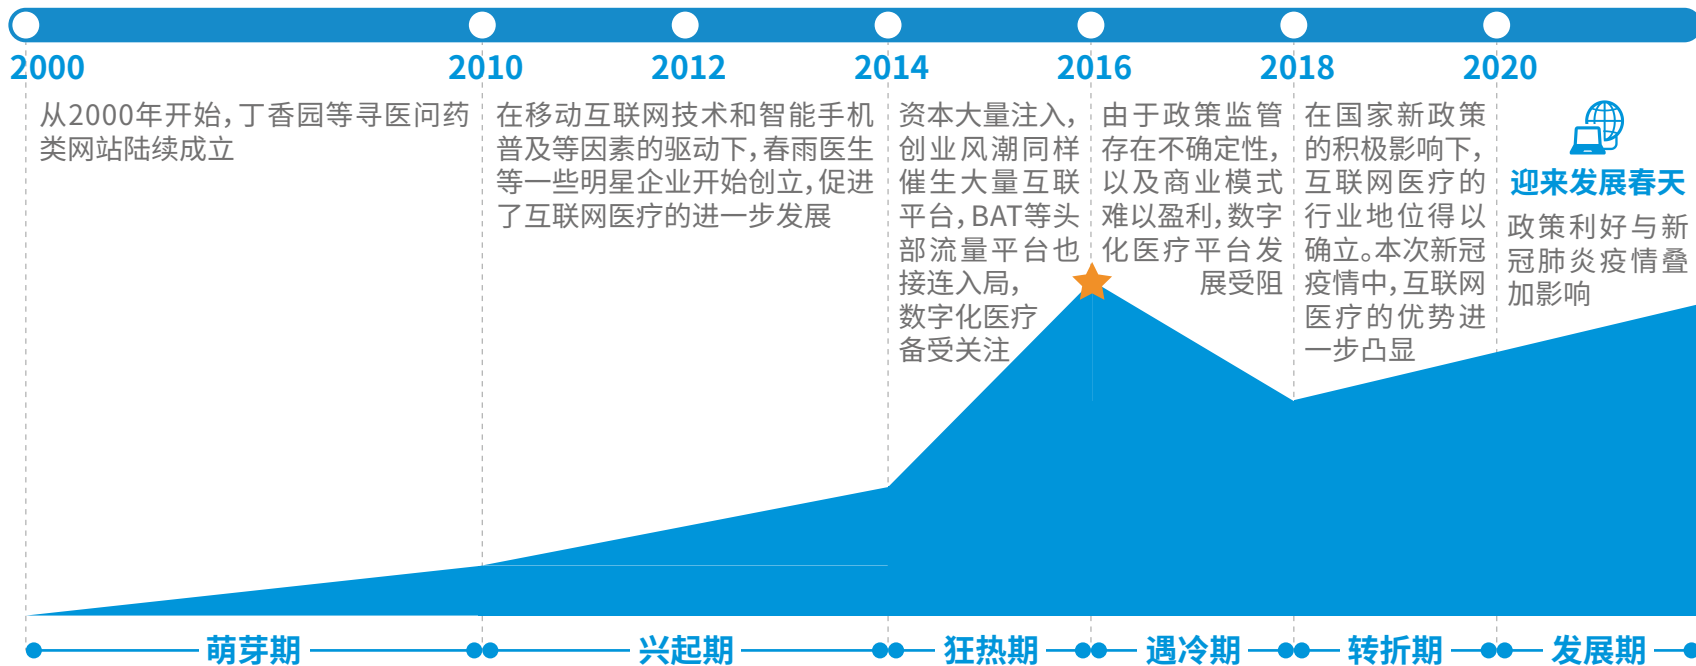 2000
2010
2012
2014
2016
2018
2020
从2000年开始，丁香园等寻医问药
类网站陆续成立
在移动互联网技术和智能手机
普及等因素的驱动下，春雨医生
等一些明星企业开始创立，促进
了互联网医疗的进一步发展
资本大量注入，
创业风潮同样
催生大量互联
平台，BAT等头
部流量平台也
接连入局，
数字化医疗
备受关注
由于政策监管
存在不确定性，
以及商业模式
难以盈利，数字
化医疗平台发
展受阻
在国家新政策
的积极影响下，
互联网医疗的
行业地位得以
确立。本次新冠
疫情中，互联网
医疗的优势进
一步凸显
迎来发展春天
政策利好与新
冠肺炎疫情叠
加影响
萌芽期
兴起期
狂热期
遇冷期
转折期
发展期